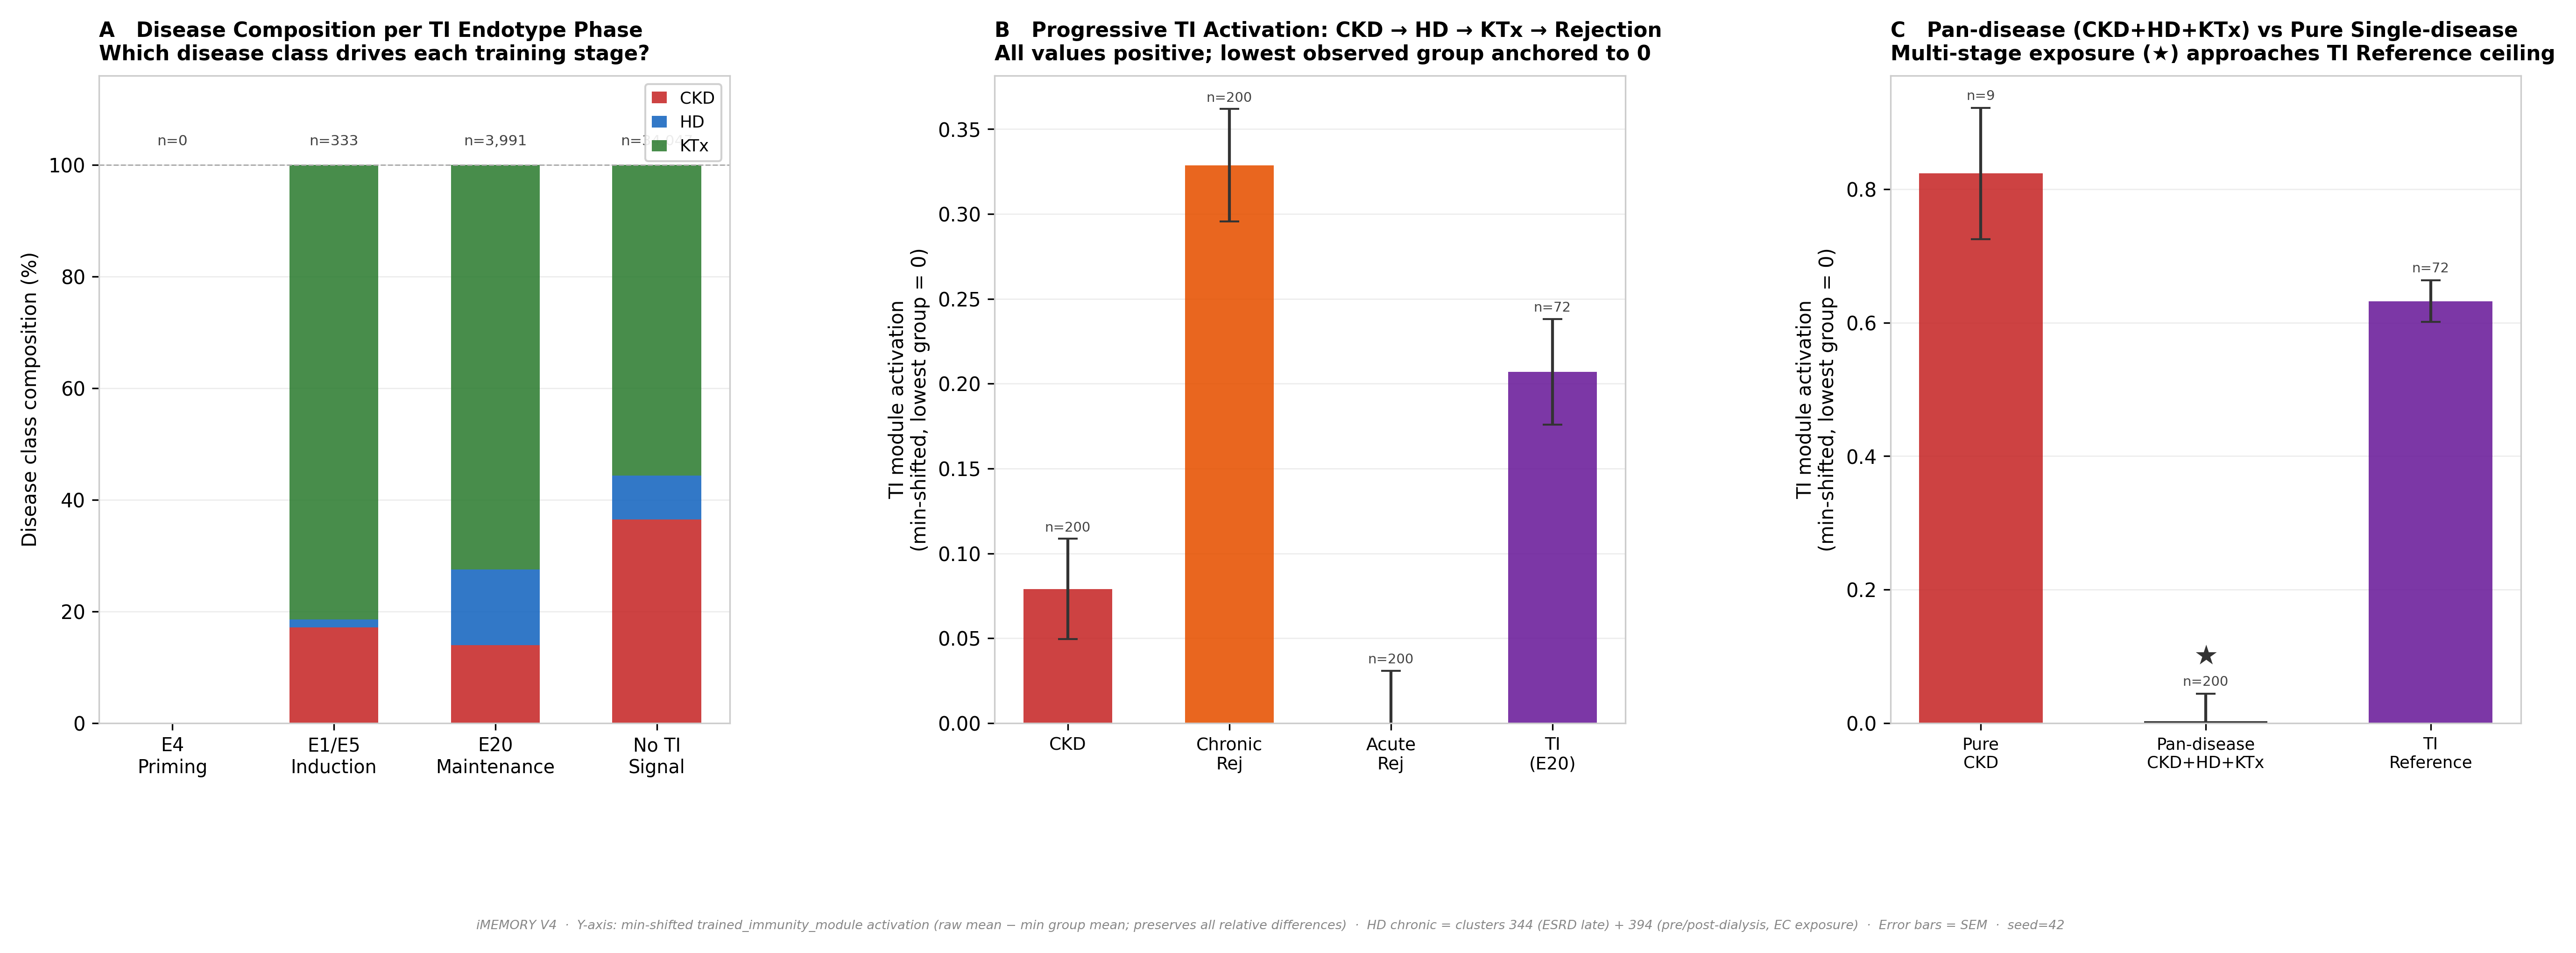 A Disease Composition per TI Endotype Phase
Which disease class drives each training stage?
CKD
HD
KTx
n=0
n=333
n=3,991
Disease class composition (%)
100
80
60
40
20
0
E4
Priming
E1/E5
Induction
E20
Maintenance
No TI
Signal
B Progressive TI Activation: CKD → HD → KTx → Rejection
All values positive; lowest observed group anchored to 0
TI module activation
(min-shifted, lowest group = 0)
0.35
0.30
0.25
0.20
0.15
0.10
0.05
0.00
n=200
n=200
n=200
n=72
CKD
Chronic
Rej
Acute
Rej
TI
(E20)
C Pan-disease (CKD+HD+KTx) vs Pure Single-disease
Multi-stage exposure (★) approaches TI Reference ceiling
TI module activation
(min-shifted, lowest group = 0)
0.8
0.6
0.4
0.2
0.0
n=9
★
n=200
n=72
Pure
CKD
Pan-disease
CKD+HD+KTx
TI
Reference
iMEMORY V4 · Y-axis: min-shifted trained_immunity_module activation (raw mean − min group mean; preserves all relative differences) · HD chronic = clusters 344 (ESRD late) + 394 (pre/post-dialysis, EC exposure) · Error bars = SEM · seed=42